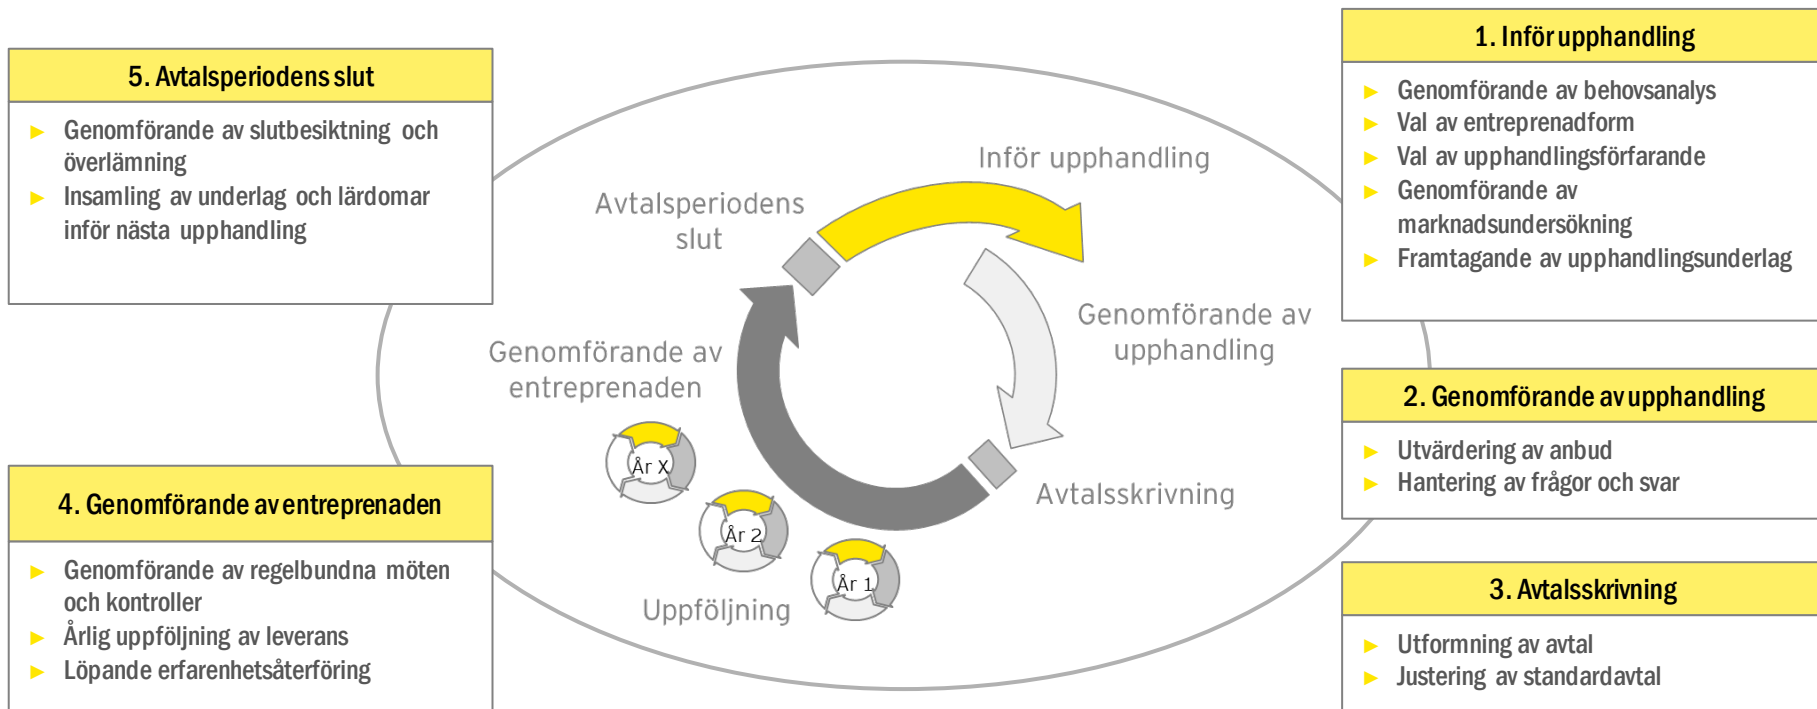 1. Inför upphandling
Genomförande av behovsanalys
Val av entreprenadform
Val av upphandlingsförfarande
Genomförande av
marknadsundersökning
Framtagande av upphandlingsunderlag
2. Genomförande av upphandling
Utvärdering av anbud
Hantering av frågor och svar
3. Avtalsskrivning
Utformning av avtal
Justering av standardavtal
4. Genomförande av entreprenaden
Genomförande av regelbundna möten
och kontroller
Årlig uppföljning av leverans
Löpande erfarenhetsåterföring
5. Avtalsperiodens slut
Genomförande av slutbesiktning och
överlämning
Insamling av underlag och lärdomar
inför nästa upphandling
Inför upphandling
Genomförande av
upphandling
Avtalsskrivning
Genomförande av
entreprenaden
Avtalsperiodens
slut
År X
År 2
År 1
Uppföljning